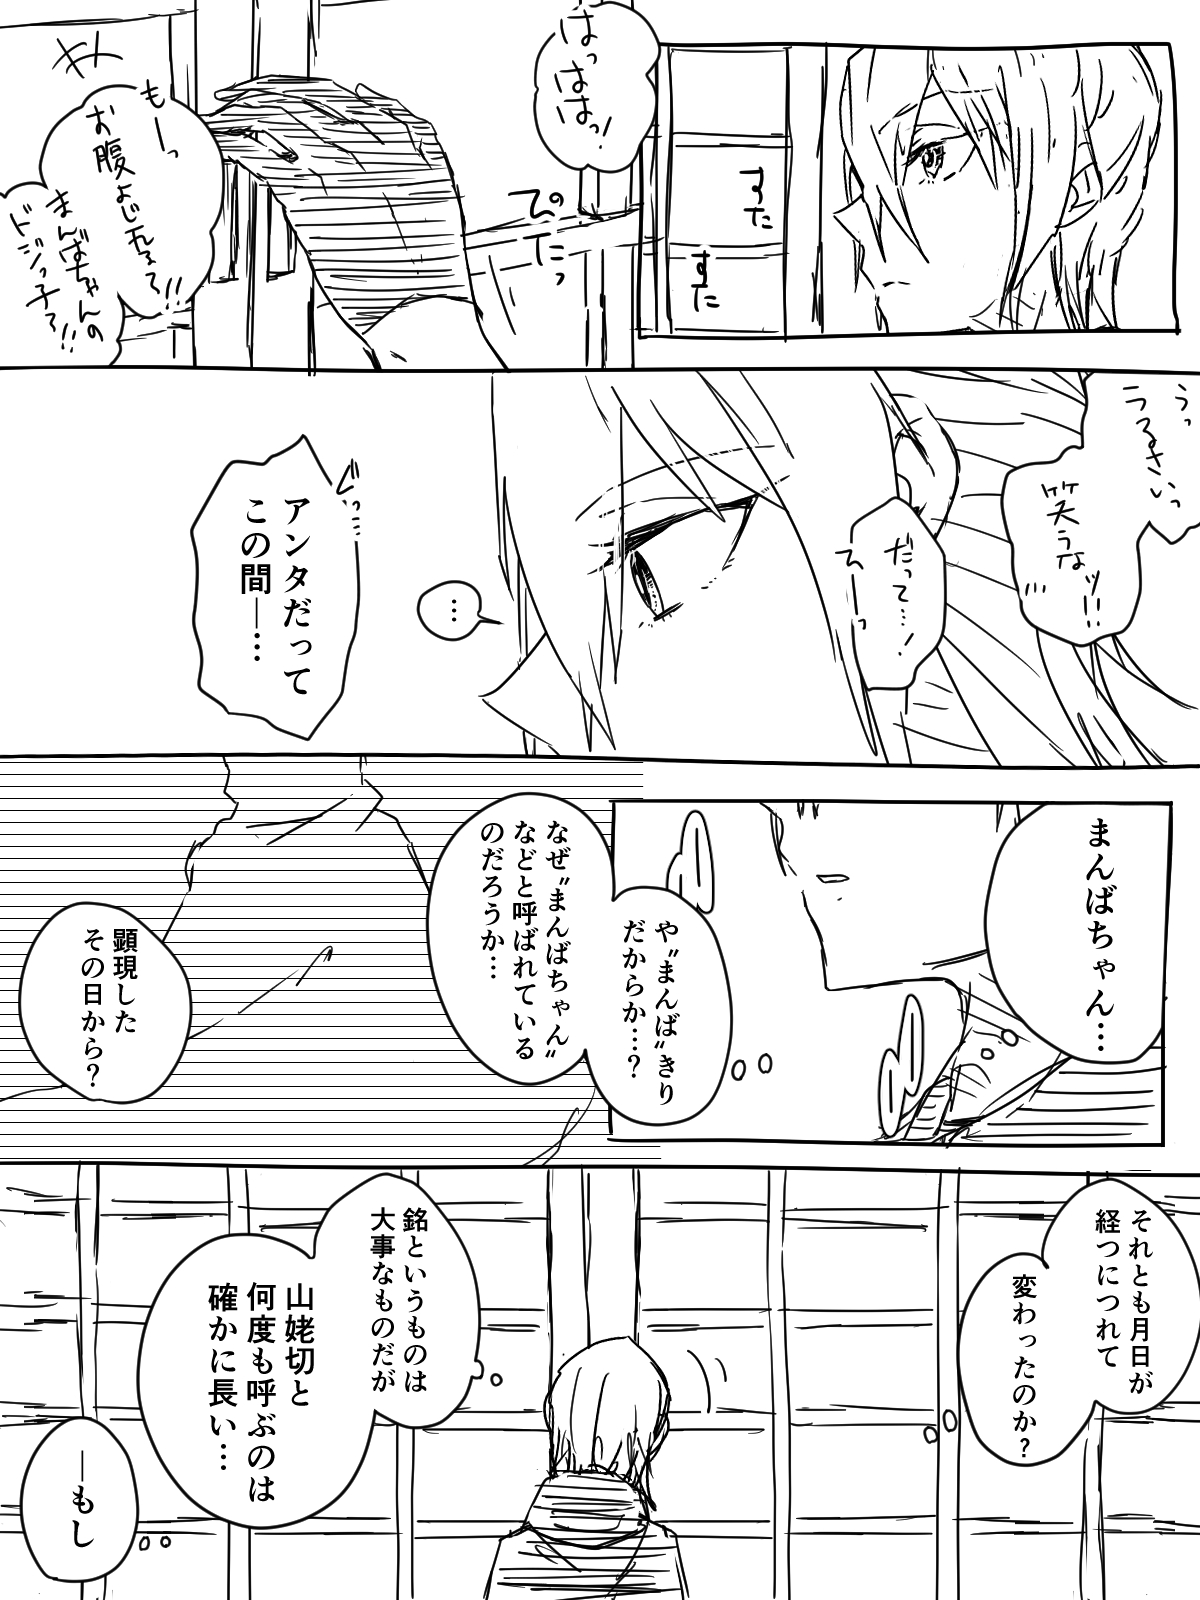 すた
すた
はっ
はは
はっ!
ぴたっ
の
もーっ
お腹
よじれるて!!
まんばちゃんの
ドジっ子て!!
うっ
うるさいっ
笑うなッ!!
だって…!
てーっ
…
アンタだって
この間―…
まんばちゃん…
や〝まんば〟きり
だからか…?
なぜ〝まんばちゃん〟
などと呼ばれている
のだろうか…
顕現した
その日から?
それとも月日が
経つにつれて
変わったのか?
銘というものは
大事なものだが
山姥切と
何度も呼ぶのは
確かに長い…
―もし